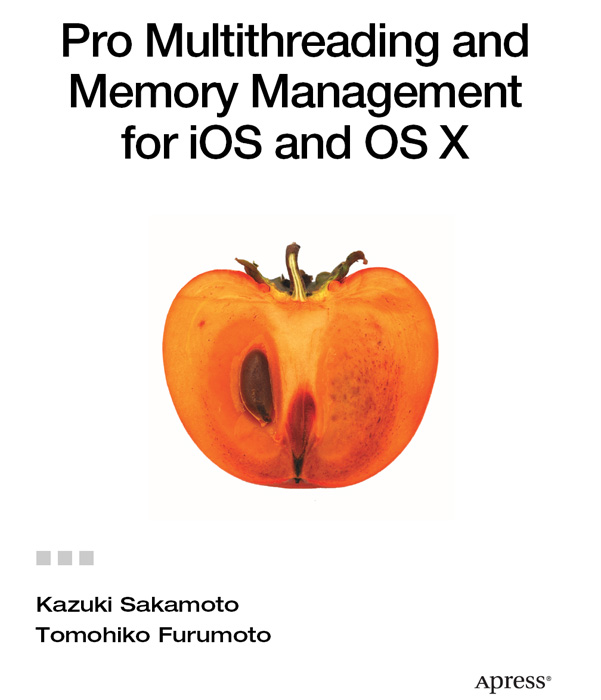 Pro Multithreading and
Memory Management
for iOS and OS X
Kazuki Sakamoto
Tomohiko Furumoto
Apress®